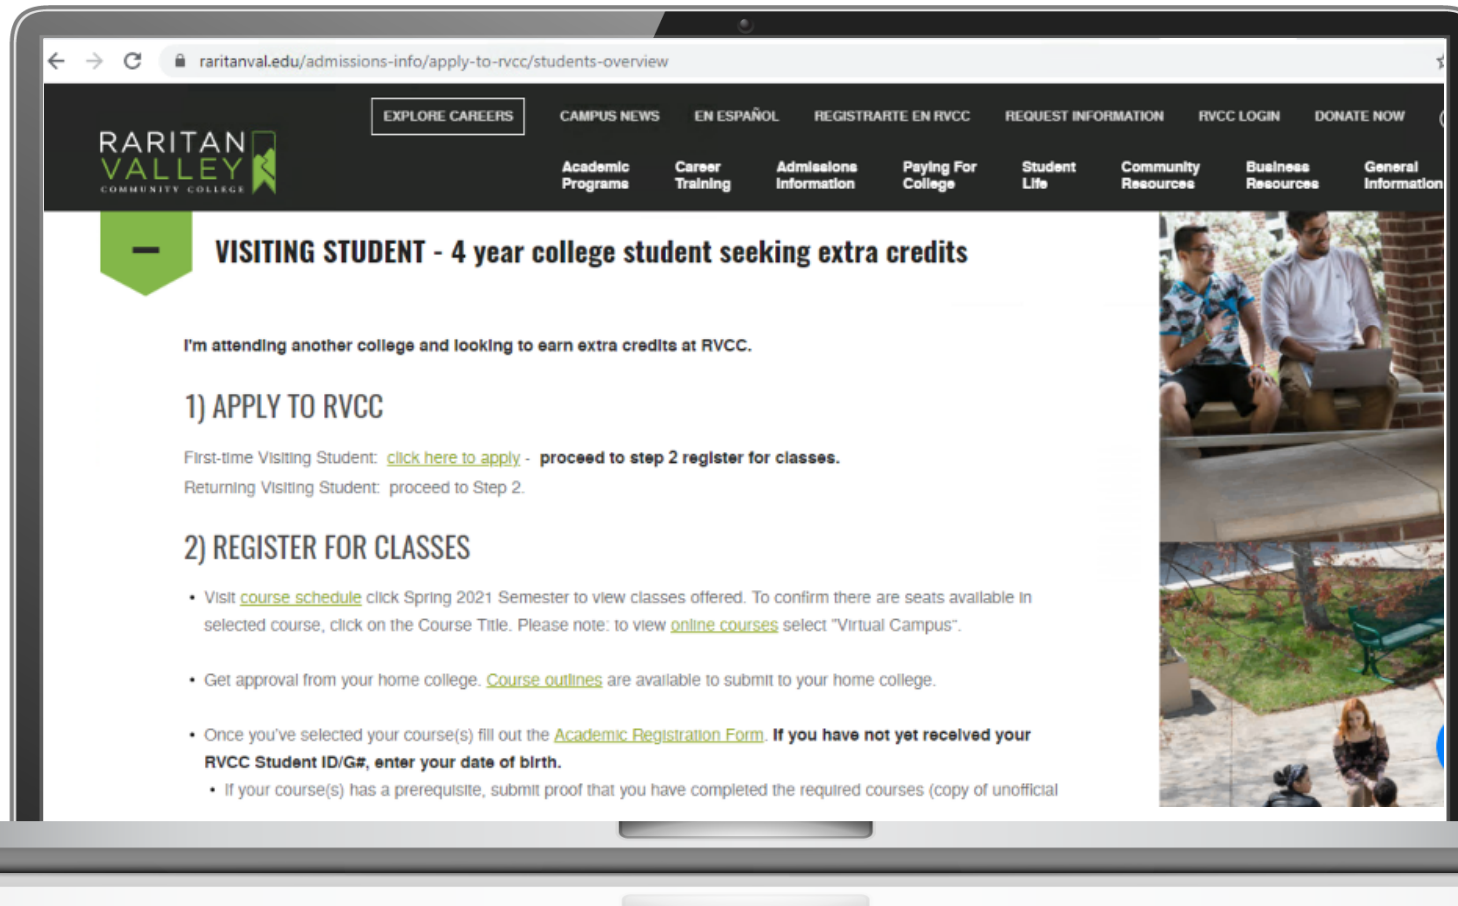 raritanval.edu/admissions-info/apply-to-rvcc/students-overview
EXPLORE CAREERS CAMPUS NEWS EN ESPAÑOL REGISTRARTE EN RVCC REQUEST INFORMATION RVCC LOGIN DONATE NOW
RARITAN
VALLEY
COMMUNITY COLLEGE
Academic Programs Career Training Admissions Information Paying For College Student Life Community Resources Business Resources General Information
VISITING STUDENT - 4 year college student seeking extra credits
I'm attending another college and looking to earn extra credits at RVCC.
1) APPLY TO RVCC
First-time Visiting Student: click here to apply - proceed to step 2 register for classes.
Returning Visiting Student: proceed to Step 2.
2) REGISTER FOR CLASSES
• Visit course schedule click Spring 2021 Semester to view classes offered. To confirm there are seats available in
selected course, click on the Course Title. Please note: to view online courses select "Virtual Campus".
• Get approval from your home college. Course outlines are available to submit to your home college.
• Once you've selected your course(s) fill out the Academic Registration Form. If you have not yet received your
RVCC Student ID/G#, enter your date of birth.
• If your course(s) has a prerequisite, submit proof that you have completed the required courses (copy of unofficial